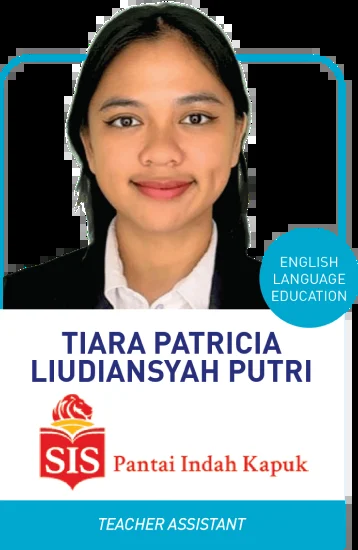 ENGLISH
LANGUAGE
EDUCATION
TIARA PATRICIA
LIUDIANSYAH PUTRI
SIS
Pantai Indah Kapuk
TEACHER ASSISTANT